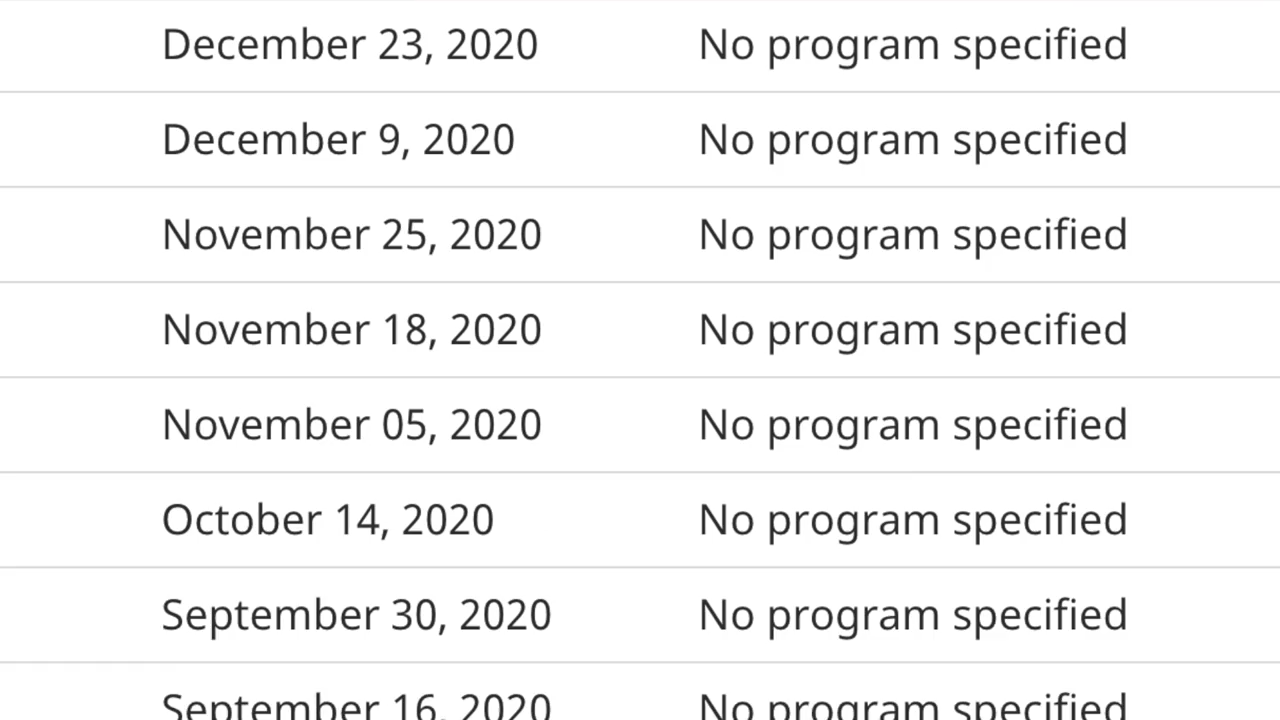 December 23, 2020 No program specified
December 9, 2020 No program specified
November 25, 2020 No program specified
November 18, 2020 No program specified
November 05, 2020 No program specified
October 14, 2020 No program specified
September 30, 2020 No program specified
September 16, 2020 No program specified